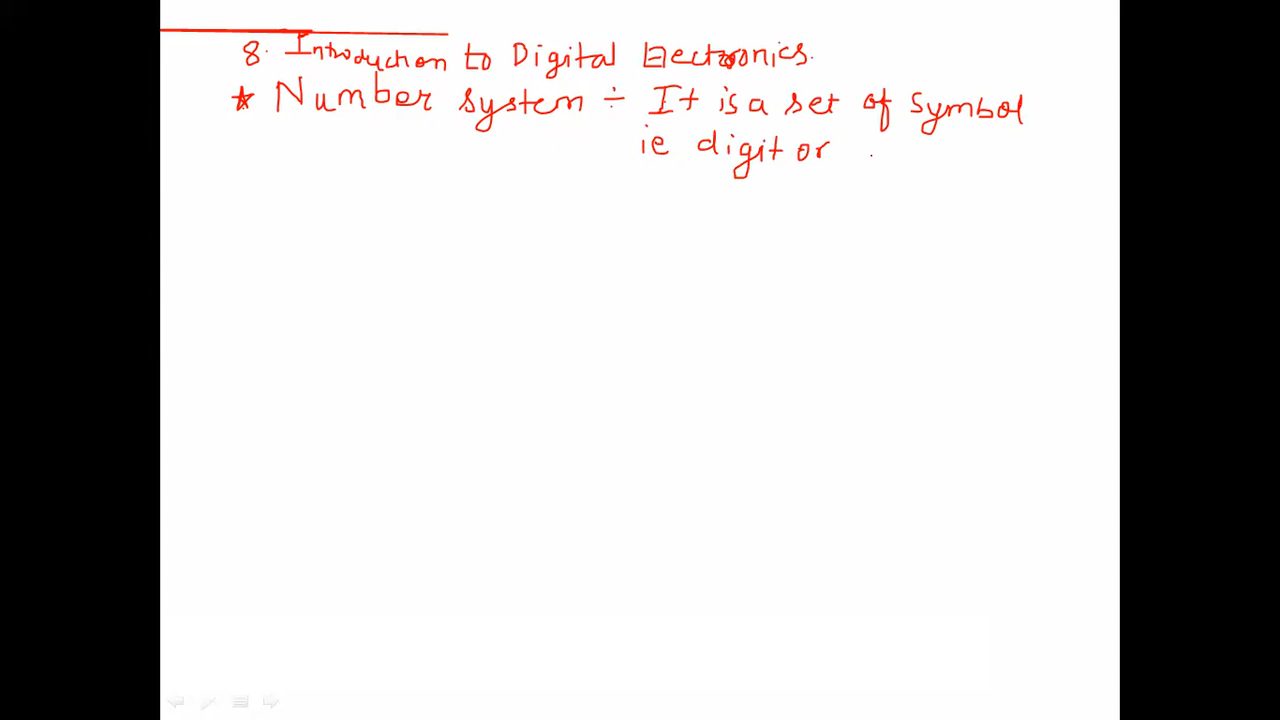 8. Introduction to Digital Electronics.
* Number system ÷ It is a set of symbol
ie digit or